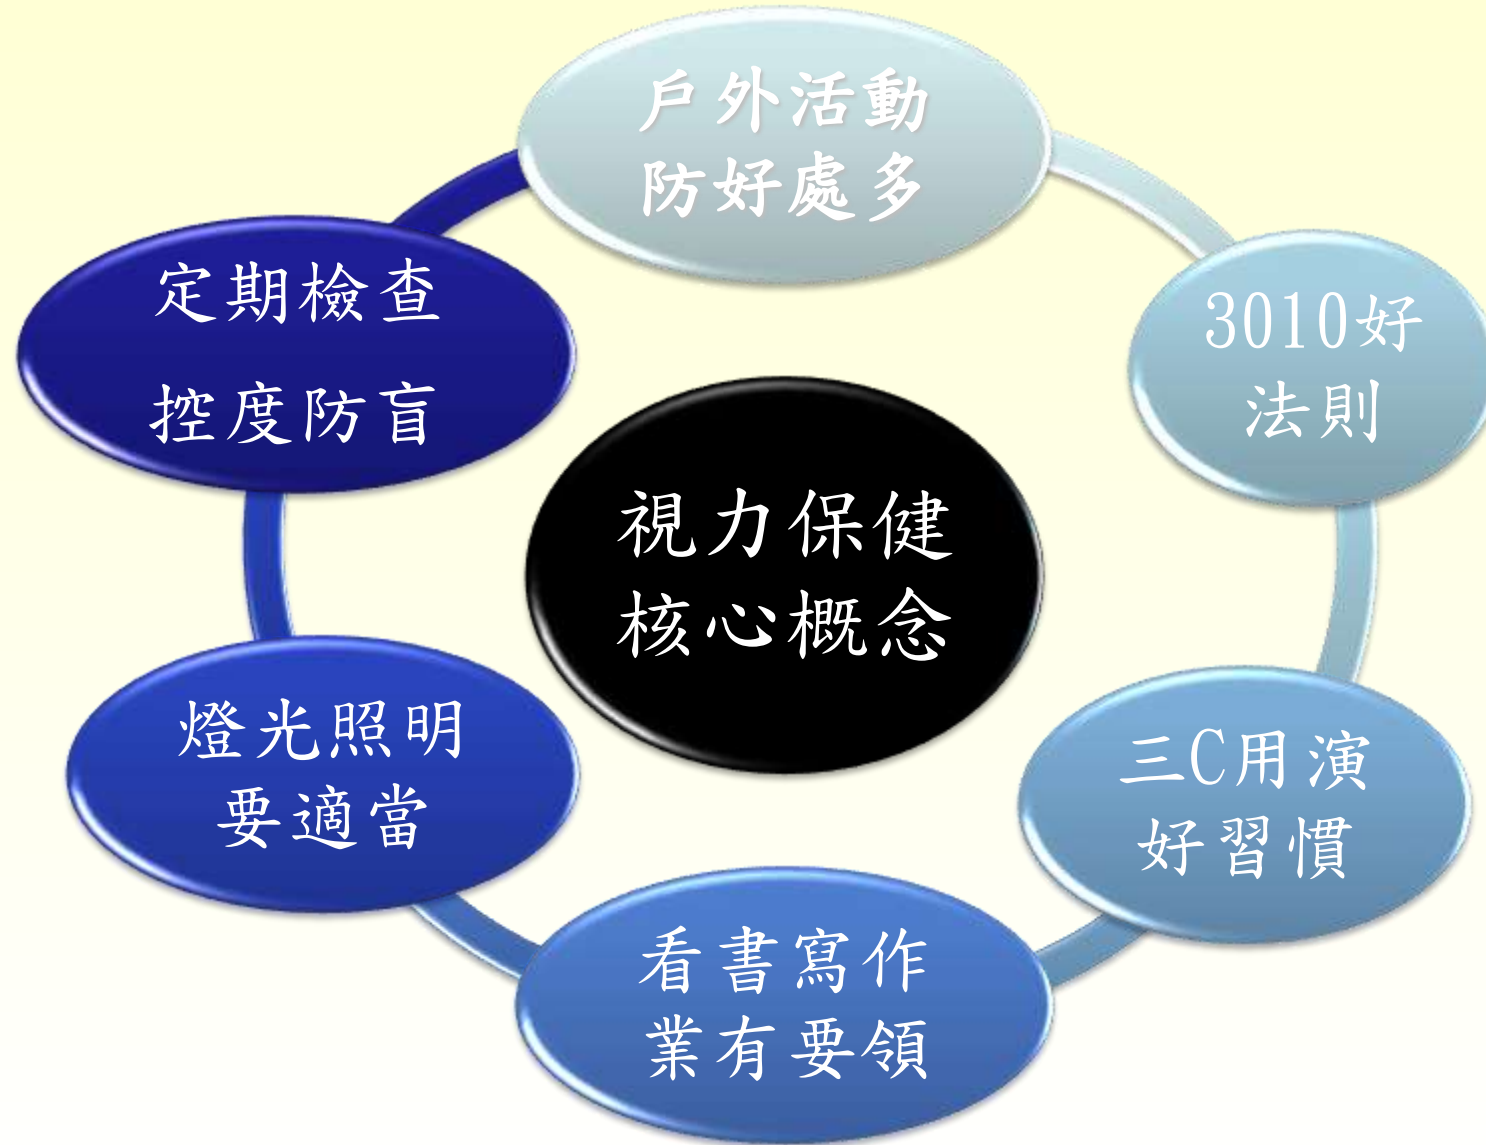 戶外活動
防好處多
3010好
法則
三C用演
好習慣
看書寫作
業有要領
燈光照明
要適當
定期檢查
控度防盲
視力保健
核心概念